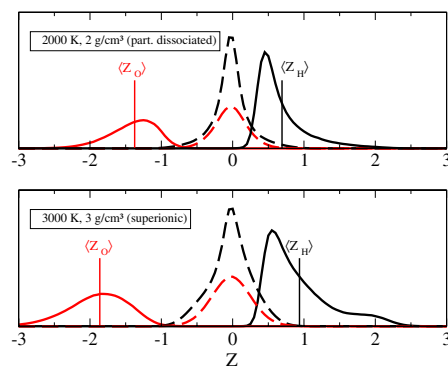 2000 K, 2 g/cm³ (part. dissociated)
⟨Z_O⟩
⟨Z_H⟩
-3 -2 -1 0 1 2 3
3000 K, 3 g/cm³ (superionic)
⟨Z_O⟩
⟨Z_H⟩
-3 -2 -1 0 1 2 3
Z